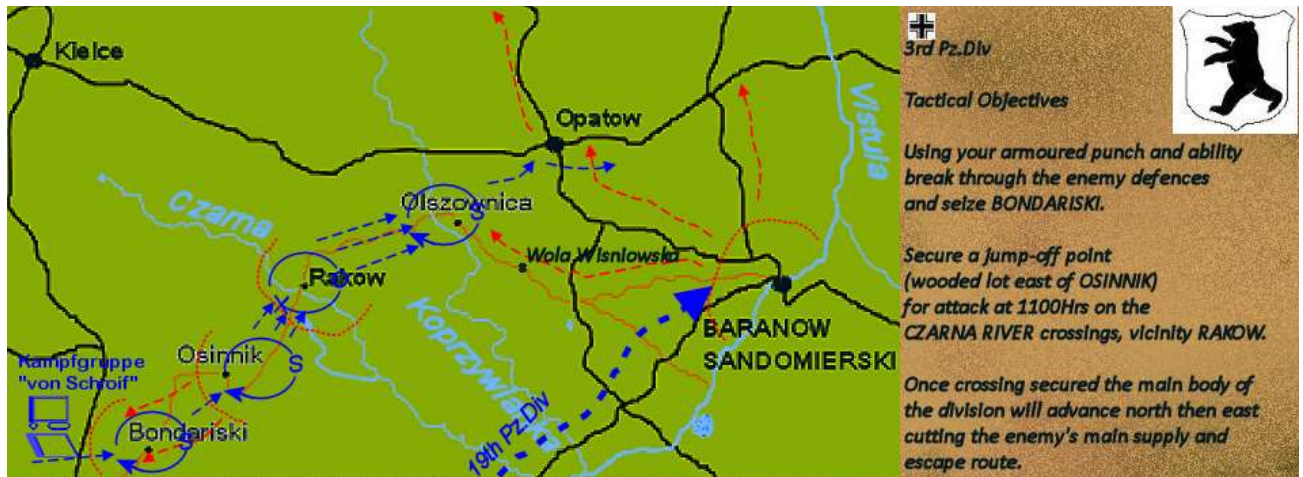 Kielce
Opatow
Vistula
Czarna
Olszownica
S
Wola Wisniowska
Rakow
Koprzywianka
BARANOW
SANDOMIERSKI
Osinnik
S
Kampfgruppe
"von Schroif"
Bondariski
S
19th Pz.Div
3rd Pz.Div
Tactical Objectives
Using your armoured punch and ability
break through the enemy defences
and seize BONDARISKI.
Secure a jump-off point
(wooded lot east of OSINNIK)
for attack at 1100Hrs on the
CZARNA RIVER crossings, vicinity RAKOW.
Once crossing secured the main body of
the division will advance north then east
cutting the enemy's main supply and
escape route.